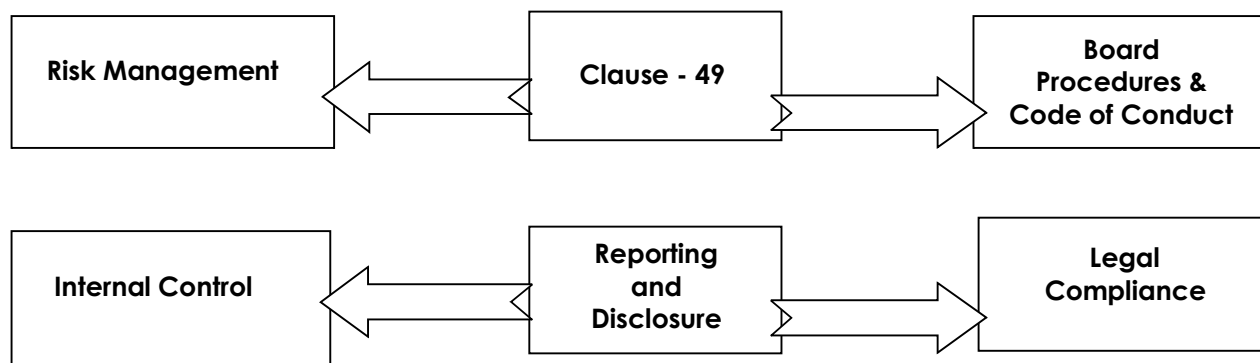 Risk Management
Clause - 49
Board
Procedures &
Code of Conduct
Internal Control
Reporting
and
Disclosure
Legal
Compliance